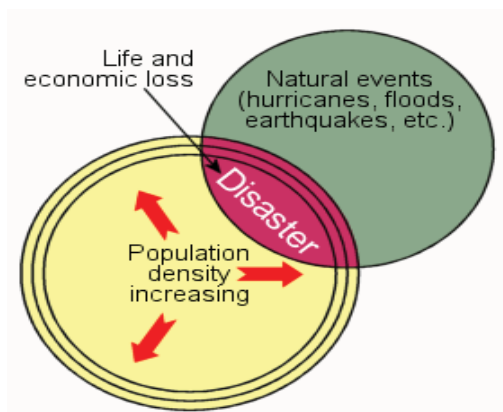 Life and
economic loss
Natural events
(hurricanes, floods,
earthquakes, etc.)
Disaster
Population
density
increasing